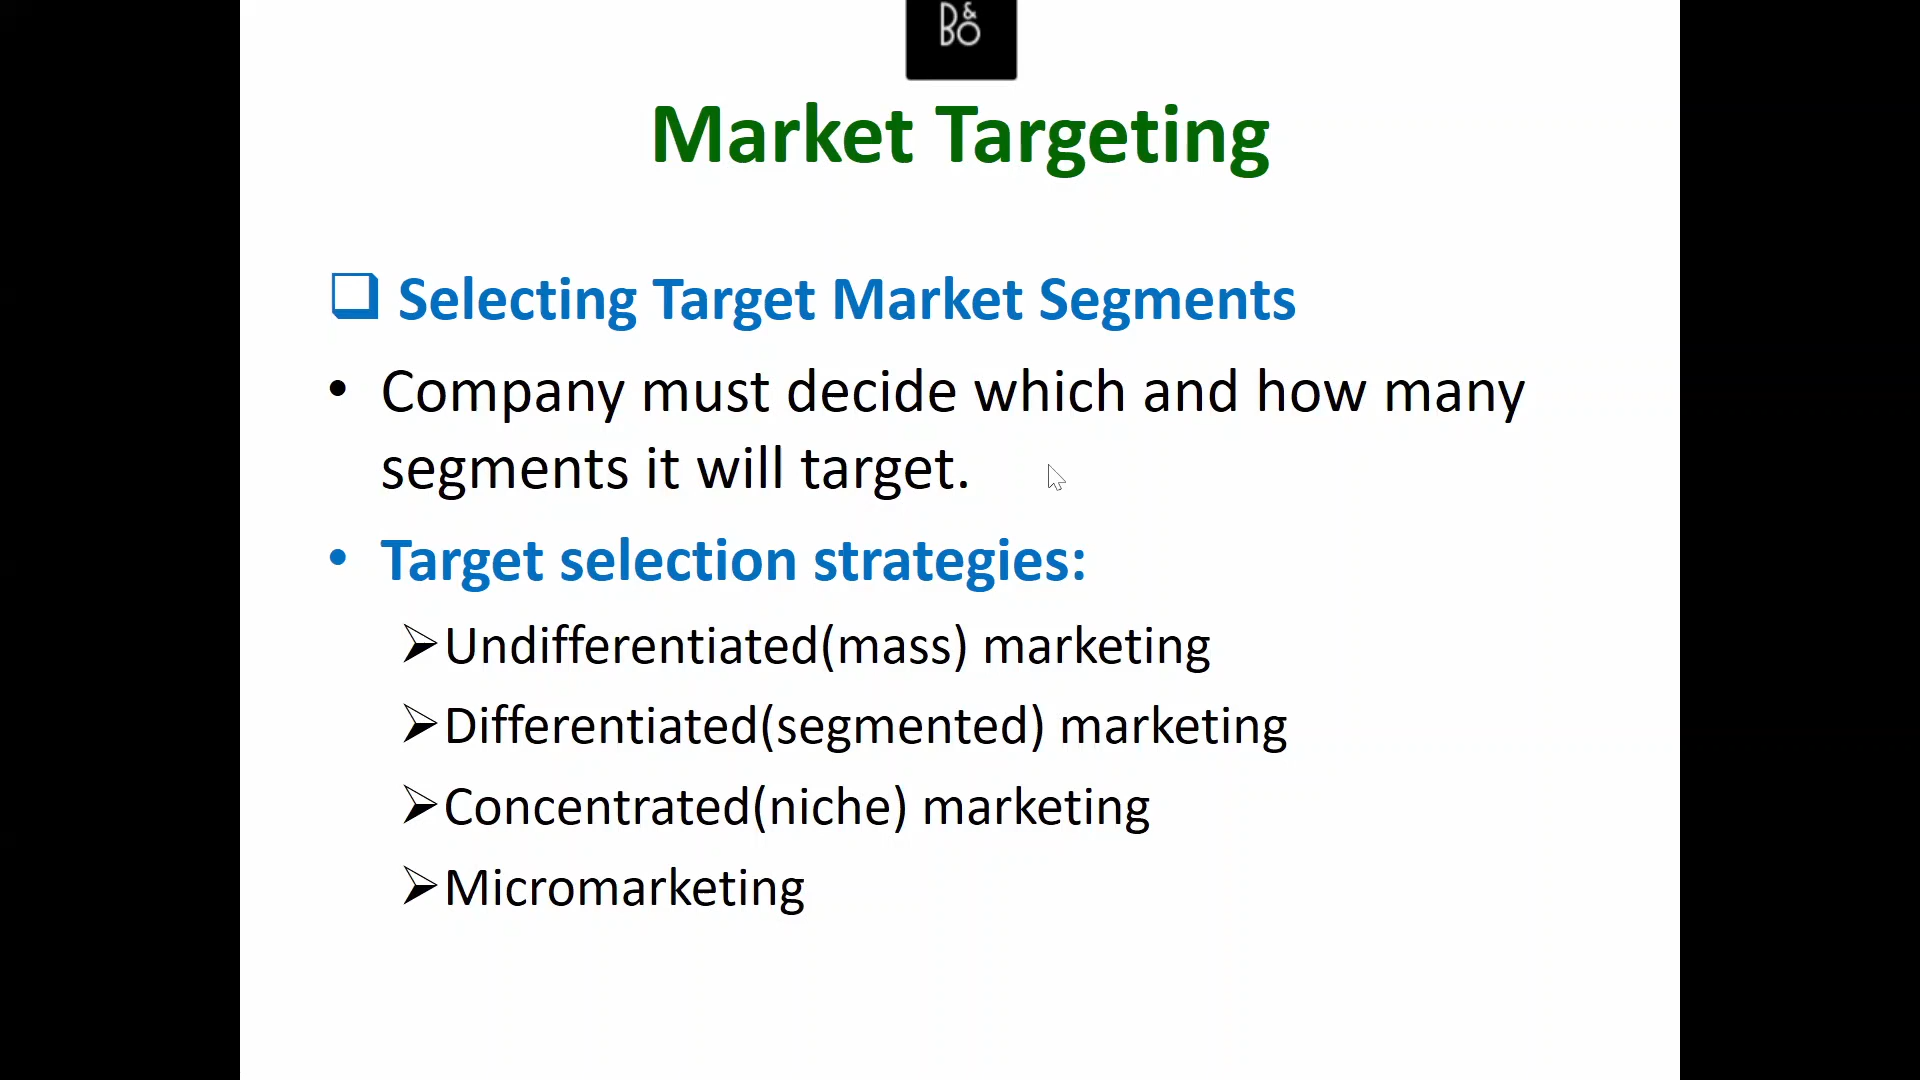 B&O
Market Targeting
Selecting Target Market Segments
• Company must decide which and how many
segments it will target.
• Target selection strategies:
➢Undifferentiated(mass) marketing
➢Differentiated(segmented) marketing
➢Concentrated(niche) marketing
➢Micromarketing